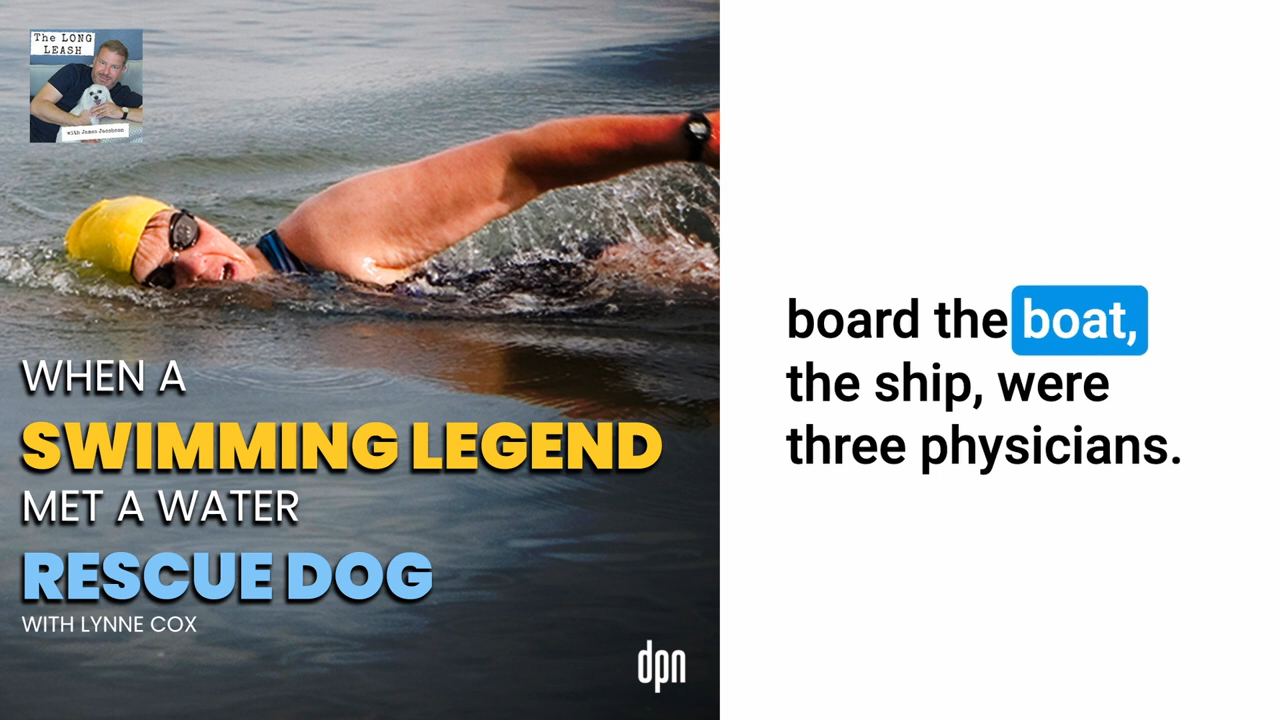 The LONG
LEASH
with James Jacobson
WHEN A
SWIMMING LEGEND
MET A WATER
RESCUE DOG
WITH LYNNE COX
dpn
board the boat,
the ship, were
three physicians.